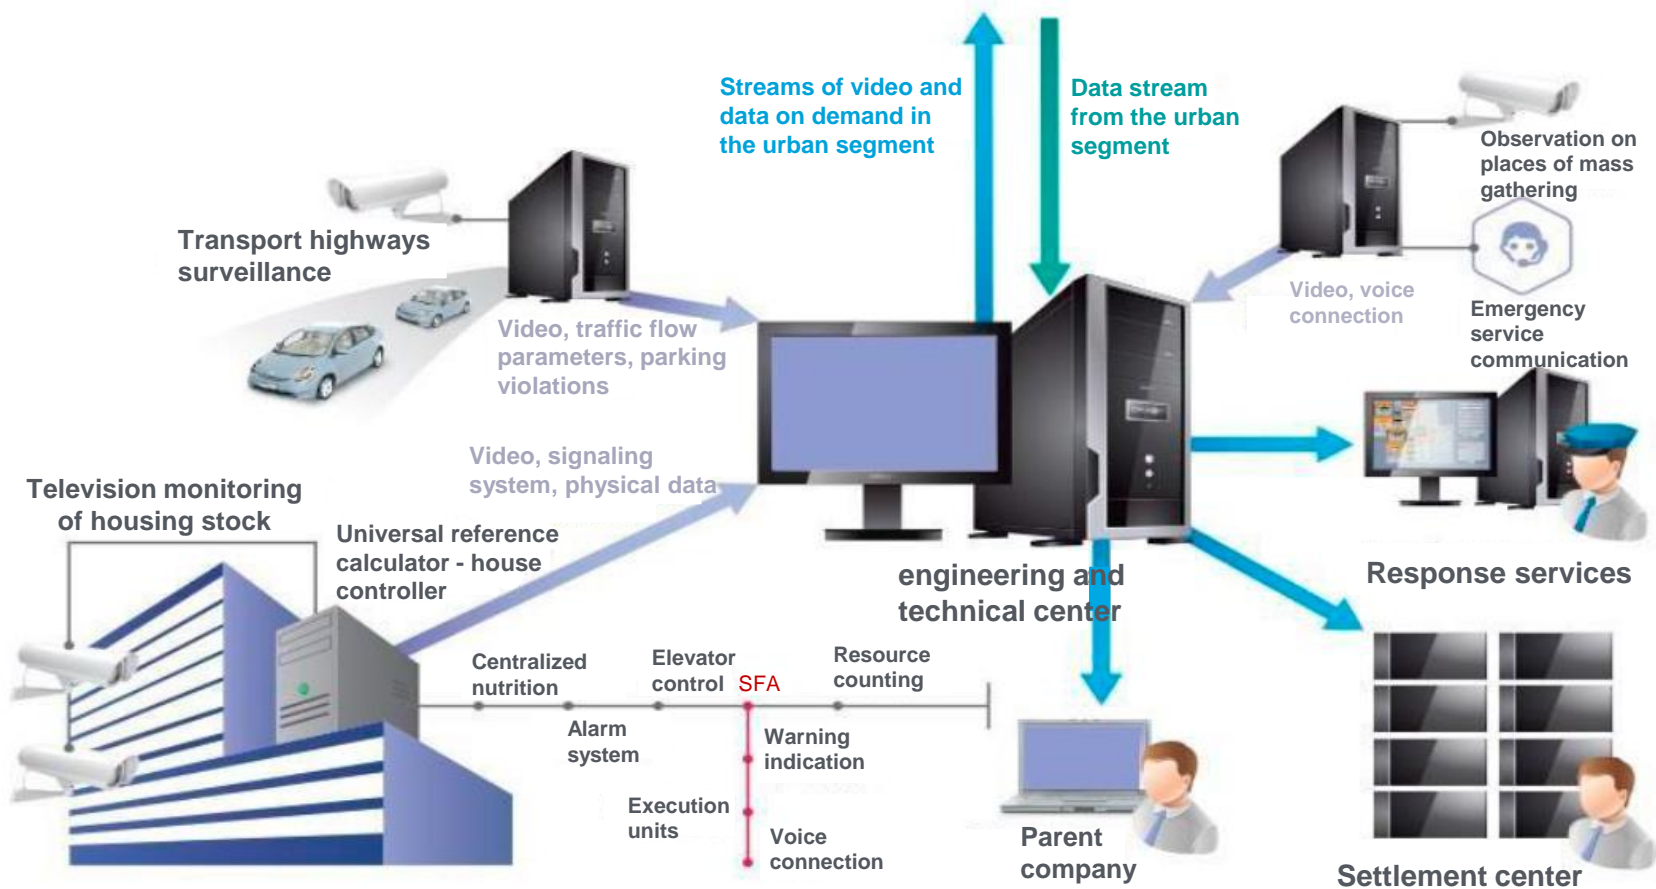 Streams of video and
data on demand in
the urban segment
Data stream
from the urban
segment
Observation on
places of mass
gathering
Transport highways
surveillance
Video, traffic flow
parameters, parking
violations
Video, voice
connection
Emergency
service
communication
Video, signaling
system, physical data
Television monitoring
of housing stock
Universal reference
calculator - house
controller
engineering and
technical center
Response services
Centralized
nutrition
Elevator
control
SFA
Resource
counting
Alarm
system
Warning
indication
Execution
units
Voice
connection
Parent
company
Settlement center